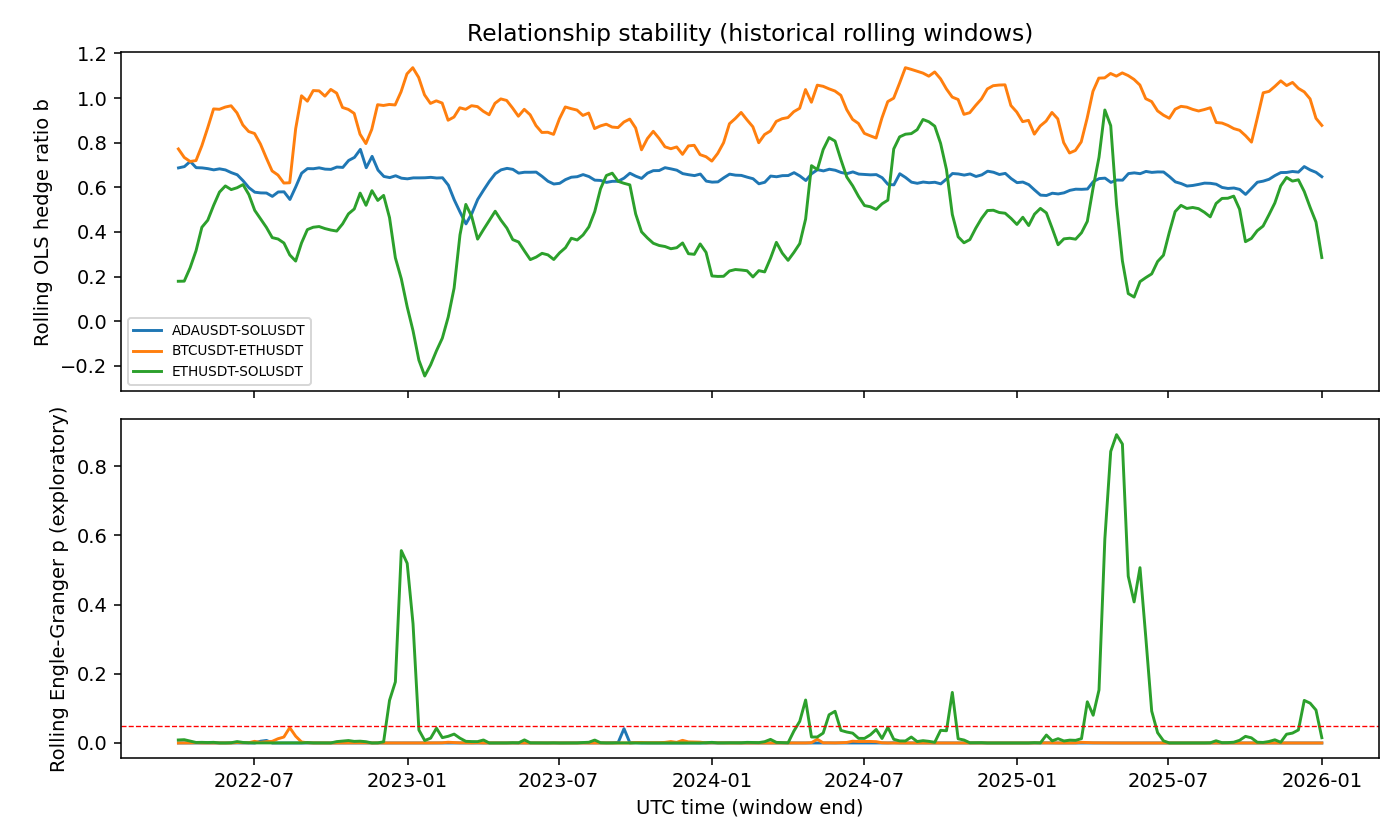 Relationship stability (historical rolling windows)
Rolling OLS hedge ratio b
1.2
1.0
0.8
0.6
0.4
0.2
0.0
−0.2
ADAUSDT-SOLUSDT
BTCUSDT-ETHUSDT
ETHUSDT-SOLUSDT
Rolling Engle-Granger p (exploratory)
0.8
0.6
0.4
0.2
0.0
2022-07 2023-01 2023-07 2024-01 2024-07 2025-01 2025-07 2026-01
UTC time (window end)